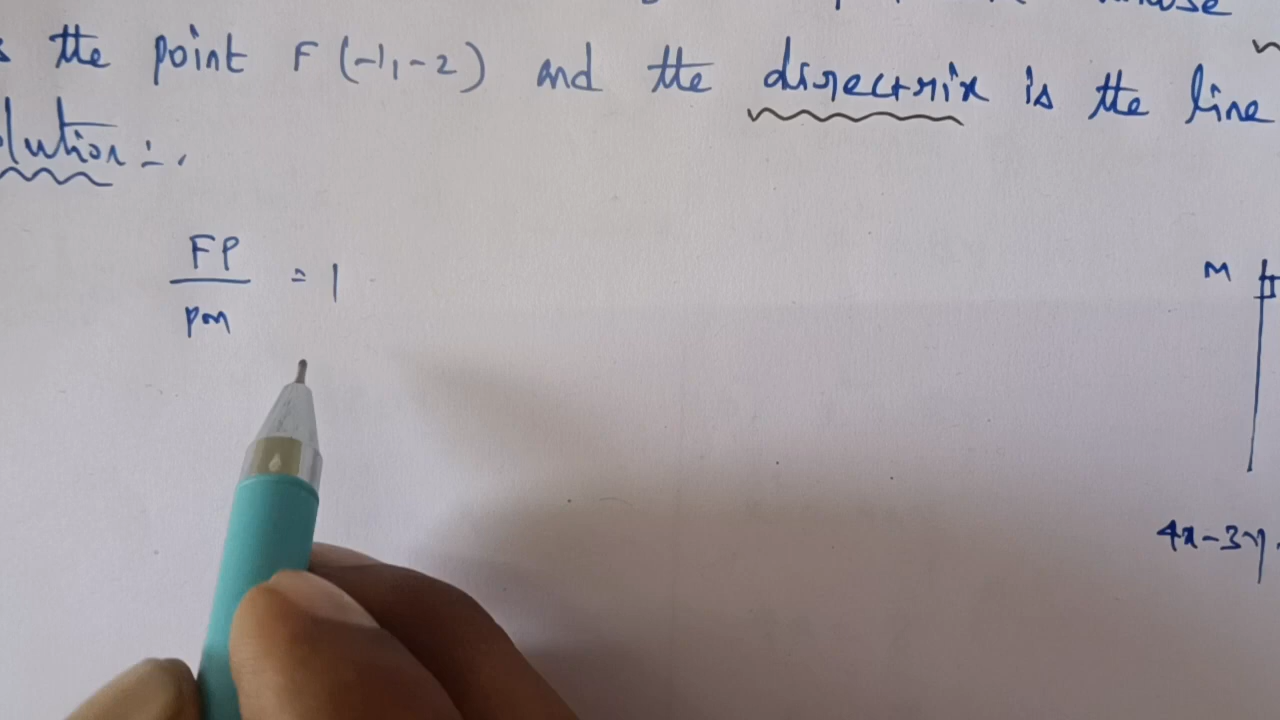 the point F (-1,-2) and the directrix is the line
lution :-
FP
PM
= 1
M
4x-3y